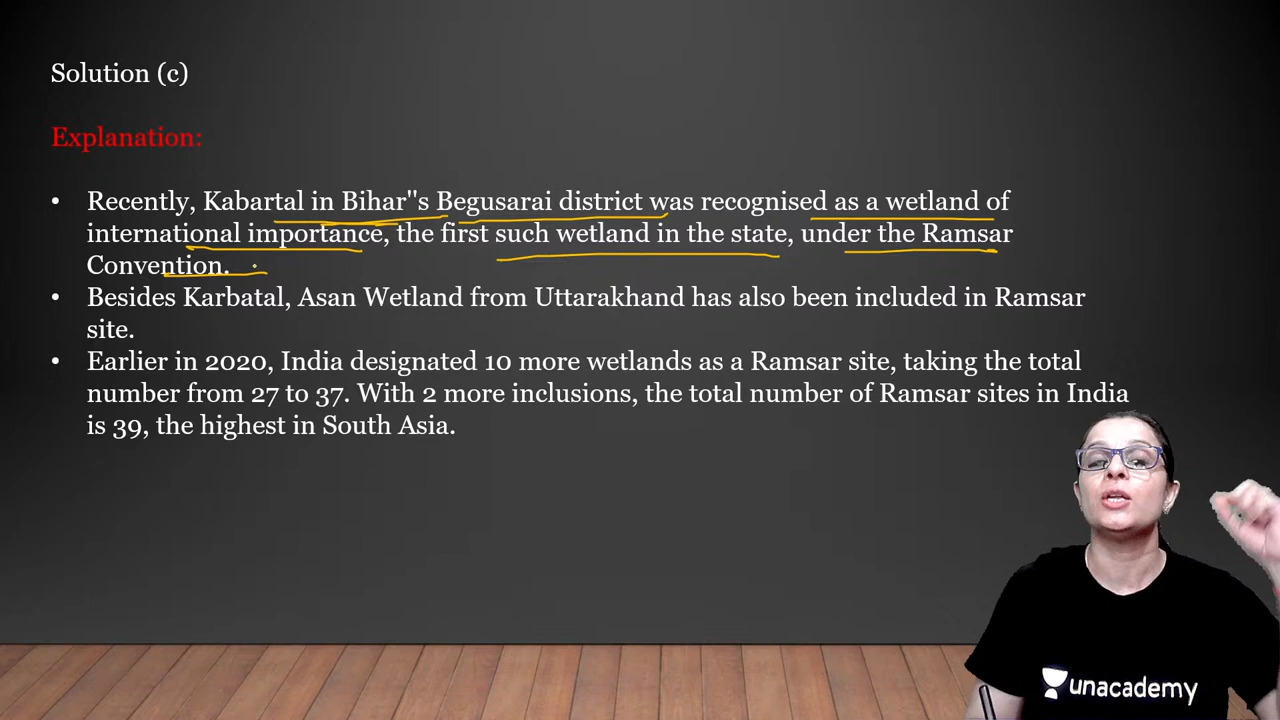 Solution (c)
Explanation:
• Recently, Kabartal in Bihar"s Begusarai district was recognised as a wetland of
international importance, the first such wetland in the state, under the Ramsar
Convention.
• Besides Karbatal, Asan Wetland from Uttarakhand has also been included in Ramsar
site.
• Earlier in 2020, India designated 10 more wetlands as a Ramsar site, taking the total
number from 27 to 37. With 2 more inclusions, the total number of Ramsar sites in India
is 39, the highest in South Asia.
unacademy